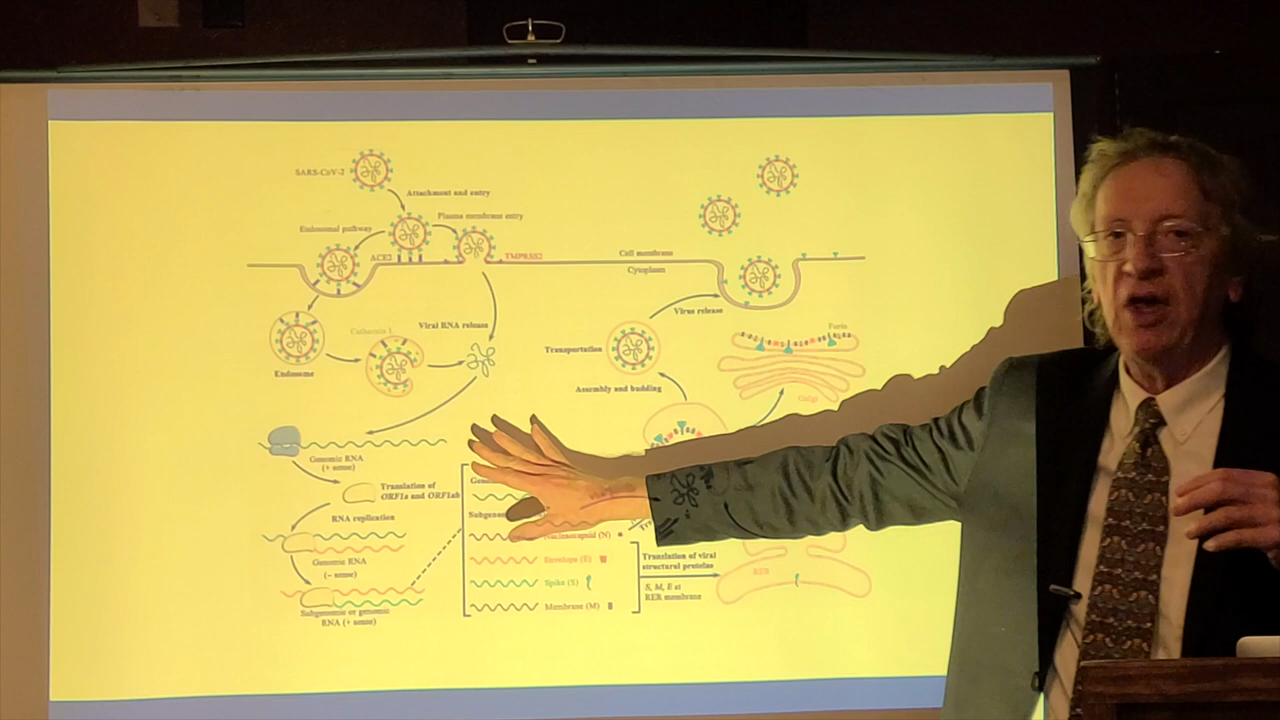 SARS-CoV-2
Attachment and entry
Plasma membrane entry
Endosomal pathway
ACE2
TMPRSS2
Cell membrane
Cytoplasm
Viral RNA release
Cathepsin L
Endosome
Virus release
Transportation
Furin
Assembly and budding
Golgi
Genomic RNA
(+ sense)
Translation of
ORF1a and ORF1ab
RNA replication
Genomic RNA
(– sense)
Subgenomic or genomic
RNA (+ sense)
Nucleocapsid (N)
Envelope (E)
Spike (S)
Membrane (M)
Translation of viral
structural proteins
S, M, E at
RER membrane
RER